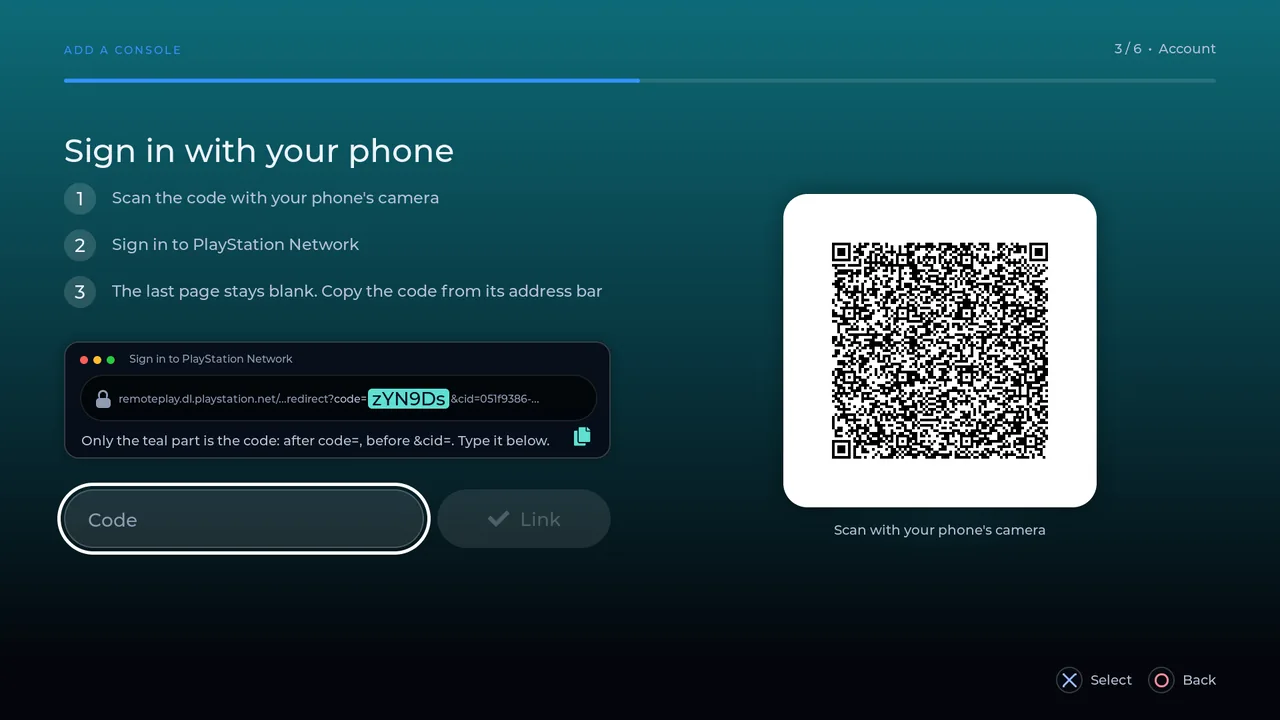 ADD A CONSOLE
3 / 6 • Account
Sign in with your phone
1 Scan the code with your phone's camera
2 Sign in to PlayStation Network
3 The last page stays blank. Copy the code from its address bar
Sign in to PlayStation Network
remoteplay.dl.playstation.net/...redirect?code= zYN9Ds &cid=051f9386-...
Only the teal part is the code: after code=, before &cid=. Type it below.
Code
Link
Scan with your phone's camera
Select
Back